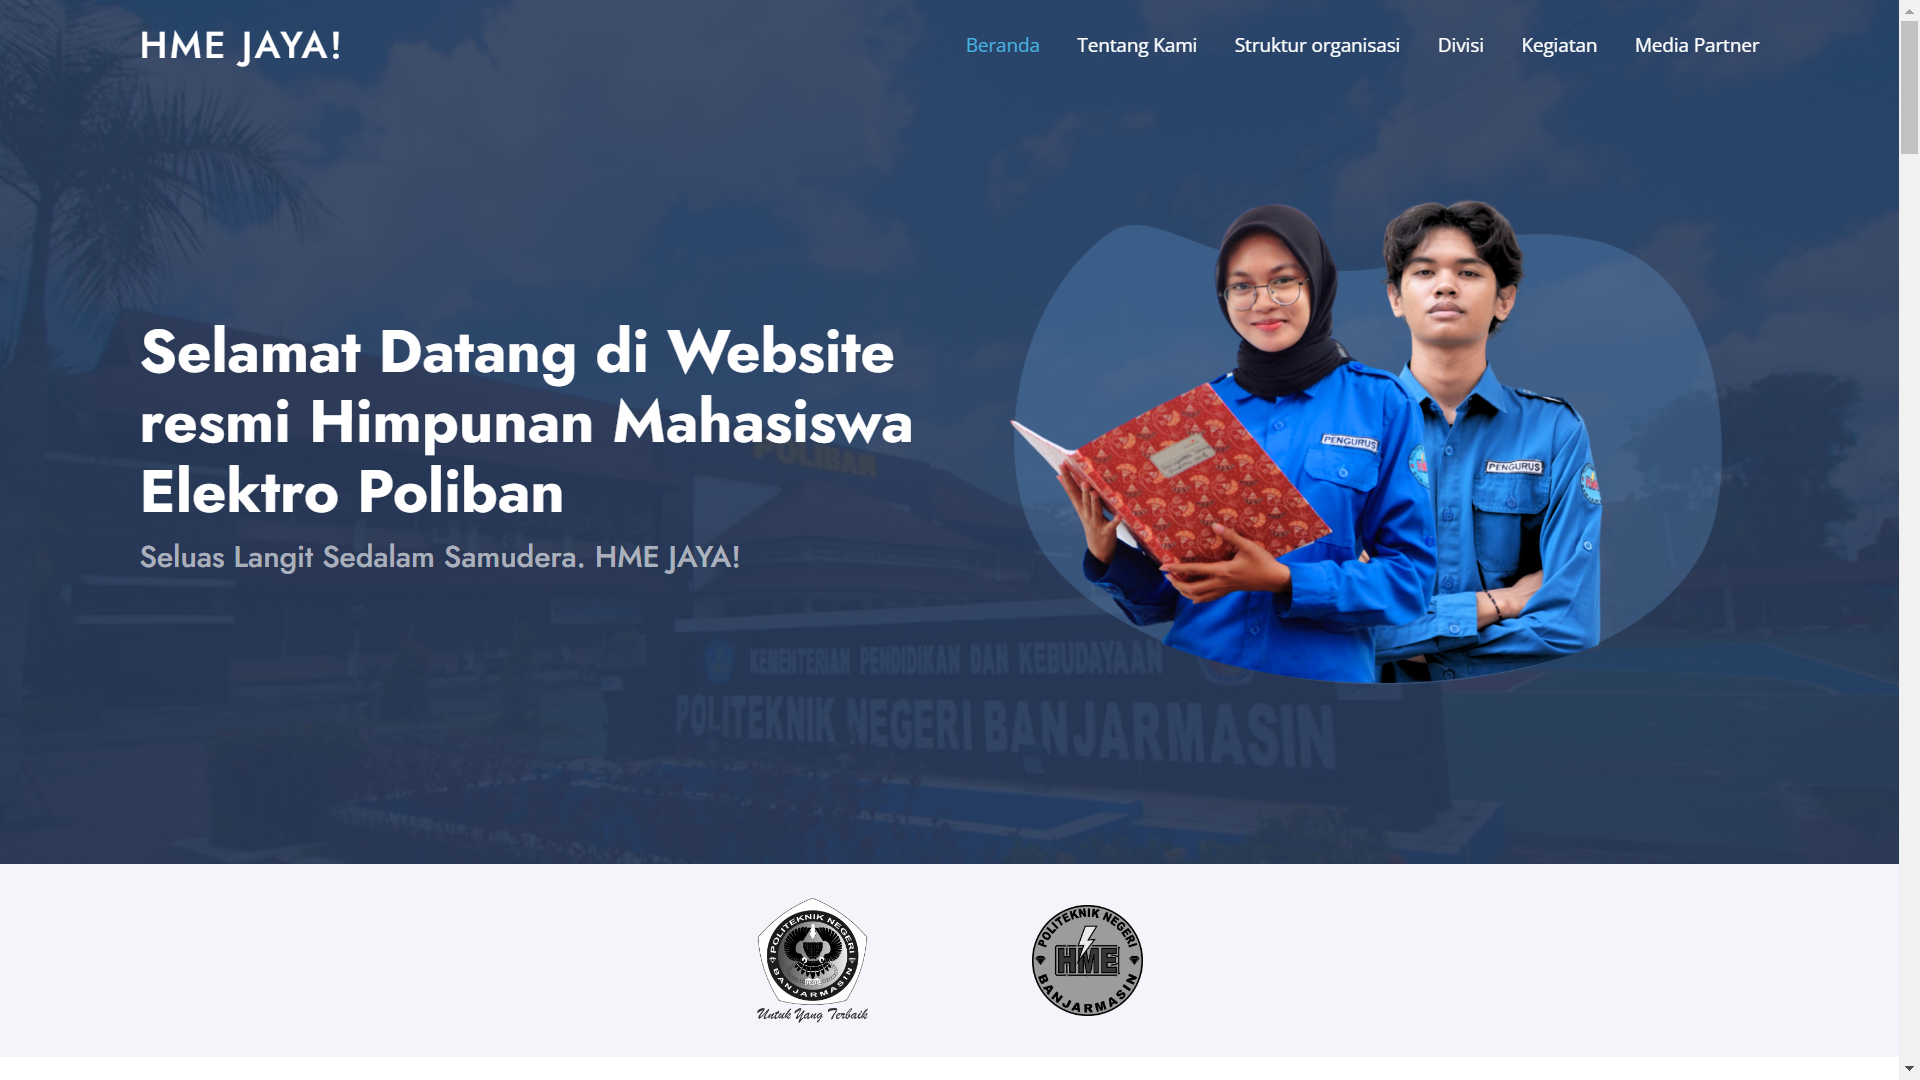 HME JAYA!
Beranda
Tentang Kami
Struktur organisasi
Divisi
Kegiatan
Media Partner
Selamat Datang di Website
resmi Himpunan Mahasiswa
Elektro Poliban
Seluas Langit Sedalam Samudera. HME JAYA!
PENGURUS
PENGURUS
POLIBAN
KEMENTERIAN PENDIDIKAN DAN KEBUDAYAAN
POLITEKNIK NEGERI BANJARMASIN
POLITEKNIK NEGERI
BANJARMASIN
Untuk Yang Terbaik
POLITEKNIK NEGERI
HME
BANJARMASIN